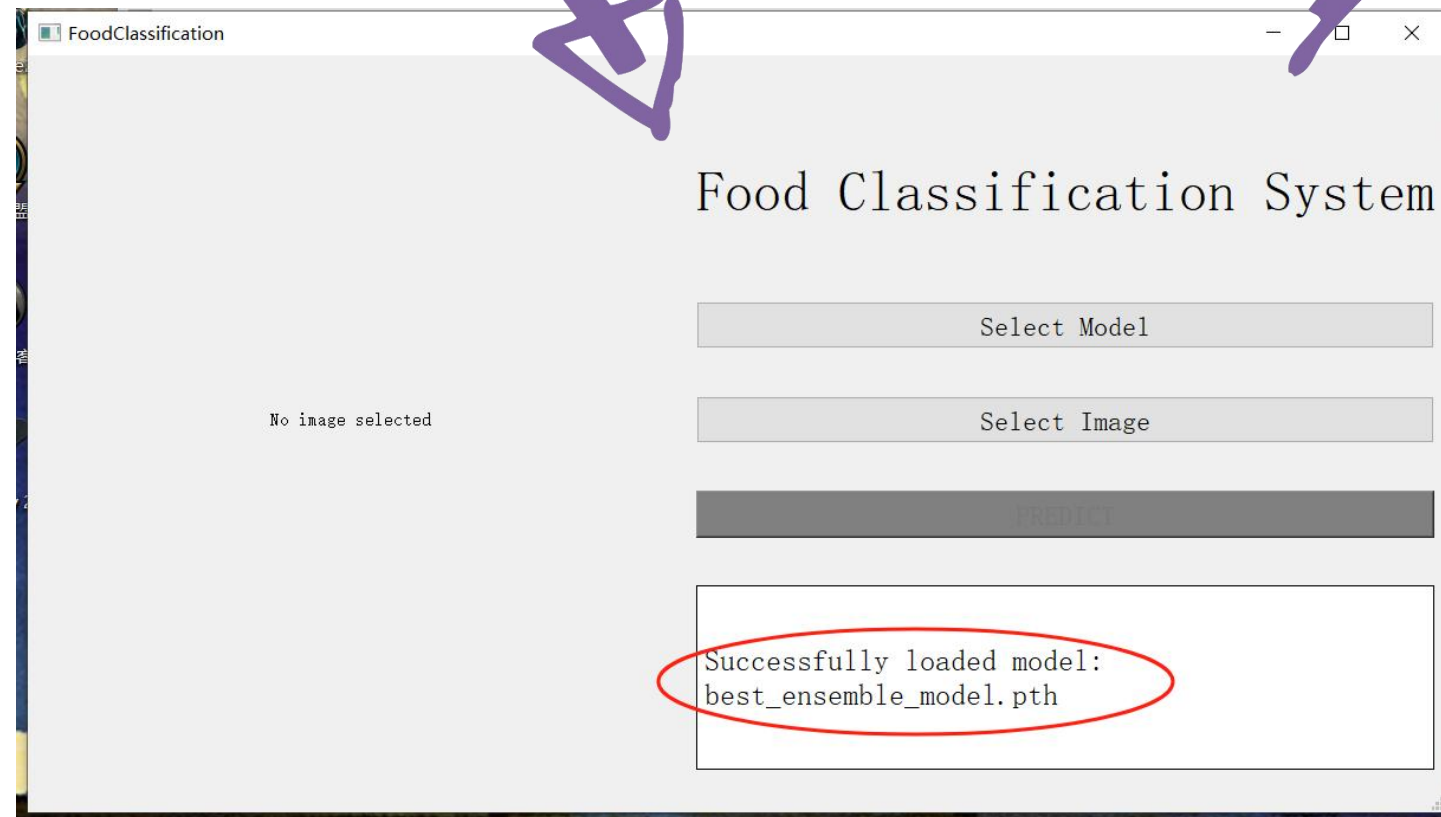 FoodClassification
Food Classification System
Select Model
No image selected
Select Image
PREDICT
Successfully loaded model:
best_ensemble_model.pth